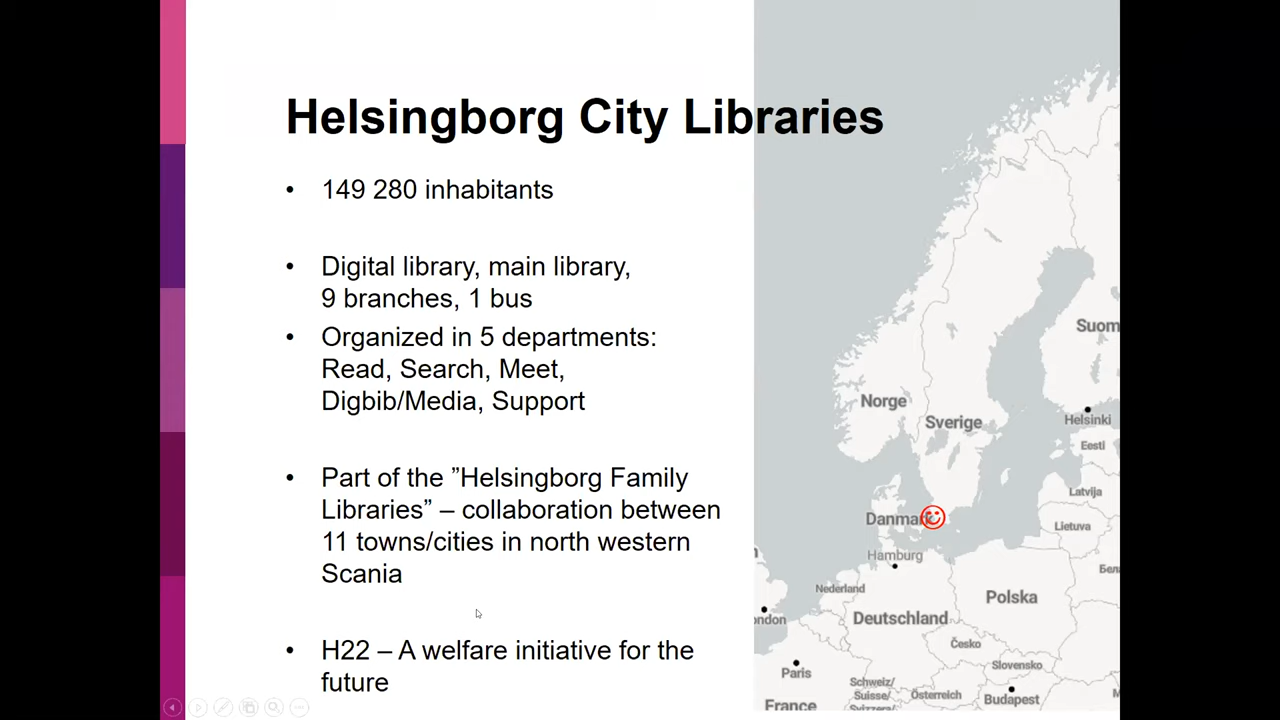 Helsingborg City Libraries
• 149 280 inhabitants
• Digital library, main library,
9 branches, 1 bus
• Organized in 5 departments:
Read, Search, Meet,
Digbib/Media, Support
• Part of the ”Helsingborg Family
Libraries” – collaboration between
11 towns/cities in north western
Scania
• H22 – A welfare initiative for the
future
Suom
Norge
Sverige
Helsinki
Eesti
Latvija
Danmark
Lietuva
Hamburg
Бела
Nederland
Polska
ondon
Deutschland
Česko
Paris
Slovensko
Schweiz/
Suisse/
Svizzera/
Österreich
Budapest
France